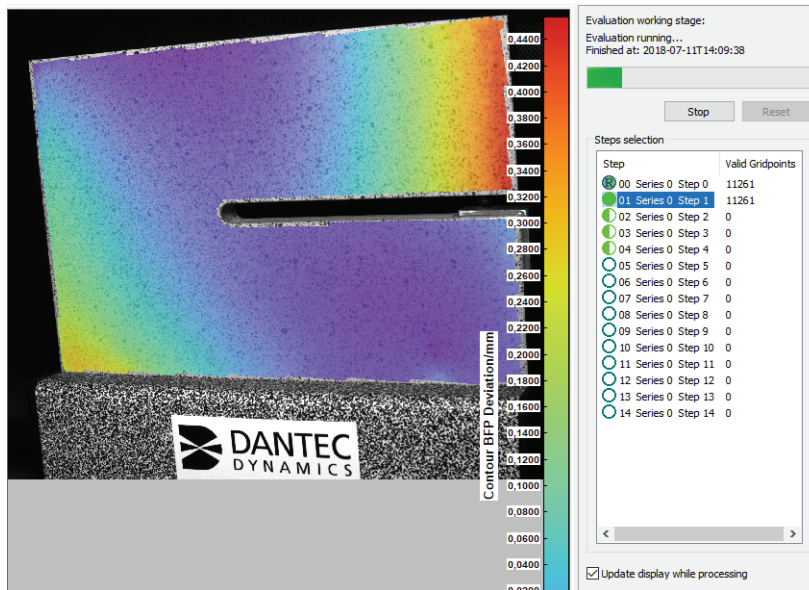 0,4400
0,4200
0,4000
0,3800
0,3600
0,3400
0,3200
0,3000
0,2800
0,2600
0,2400
0,2200
0,2000
0,1800
0,1600
0,1400
0,1200
0,1000
0,0800
0,0600
0,0400
Contour BFP Deviation/mm
DANTEC
DYNAMICS
Evaluation working stage:
Evaluation running...
Finished at: 2018-07-11T14:09:38
Stop Reset
Steps selection
Step Valid Gridpoints
R 00 Series 0 Step 0 11261
01 Series 0 Step 1 11261
02 Series 0 Step 2 0
03 Series 0 Step 3 0
04 Series 0 Step 4 0
05 Series 0 Step 5 0
06 Series 0 Step 6 0
07 Series 0 Step 7 0
08 Series 0 Step 8 0
09 Series 0 Step 9 0
10 Series 0 Step 10 0
11 Series 0 Step 11 0
12 Series 0 Step 12 0
13 Series 0 Step 13 0
14 Series 0 Step 14 0
Update display while processing